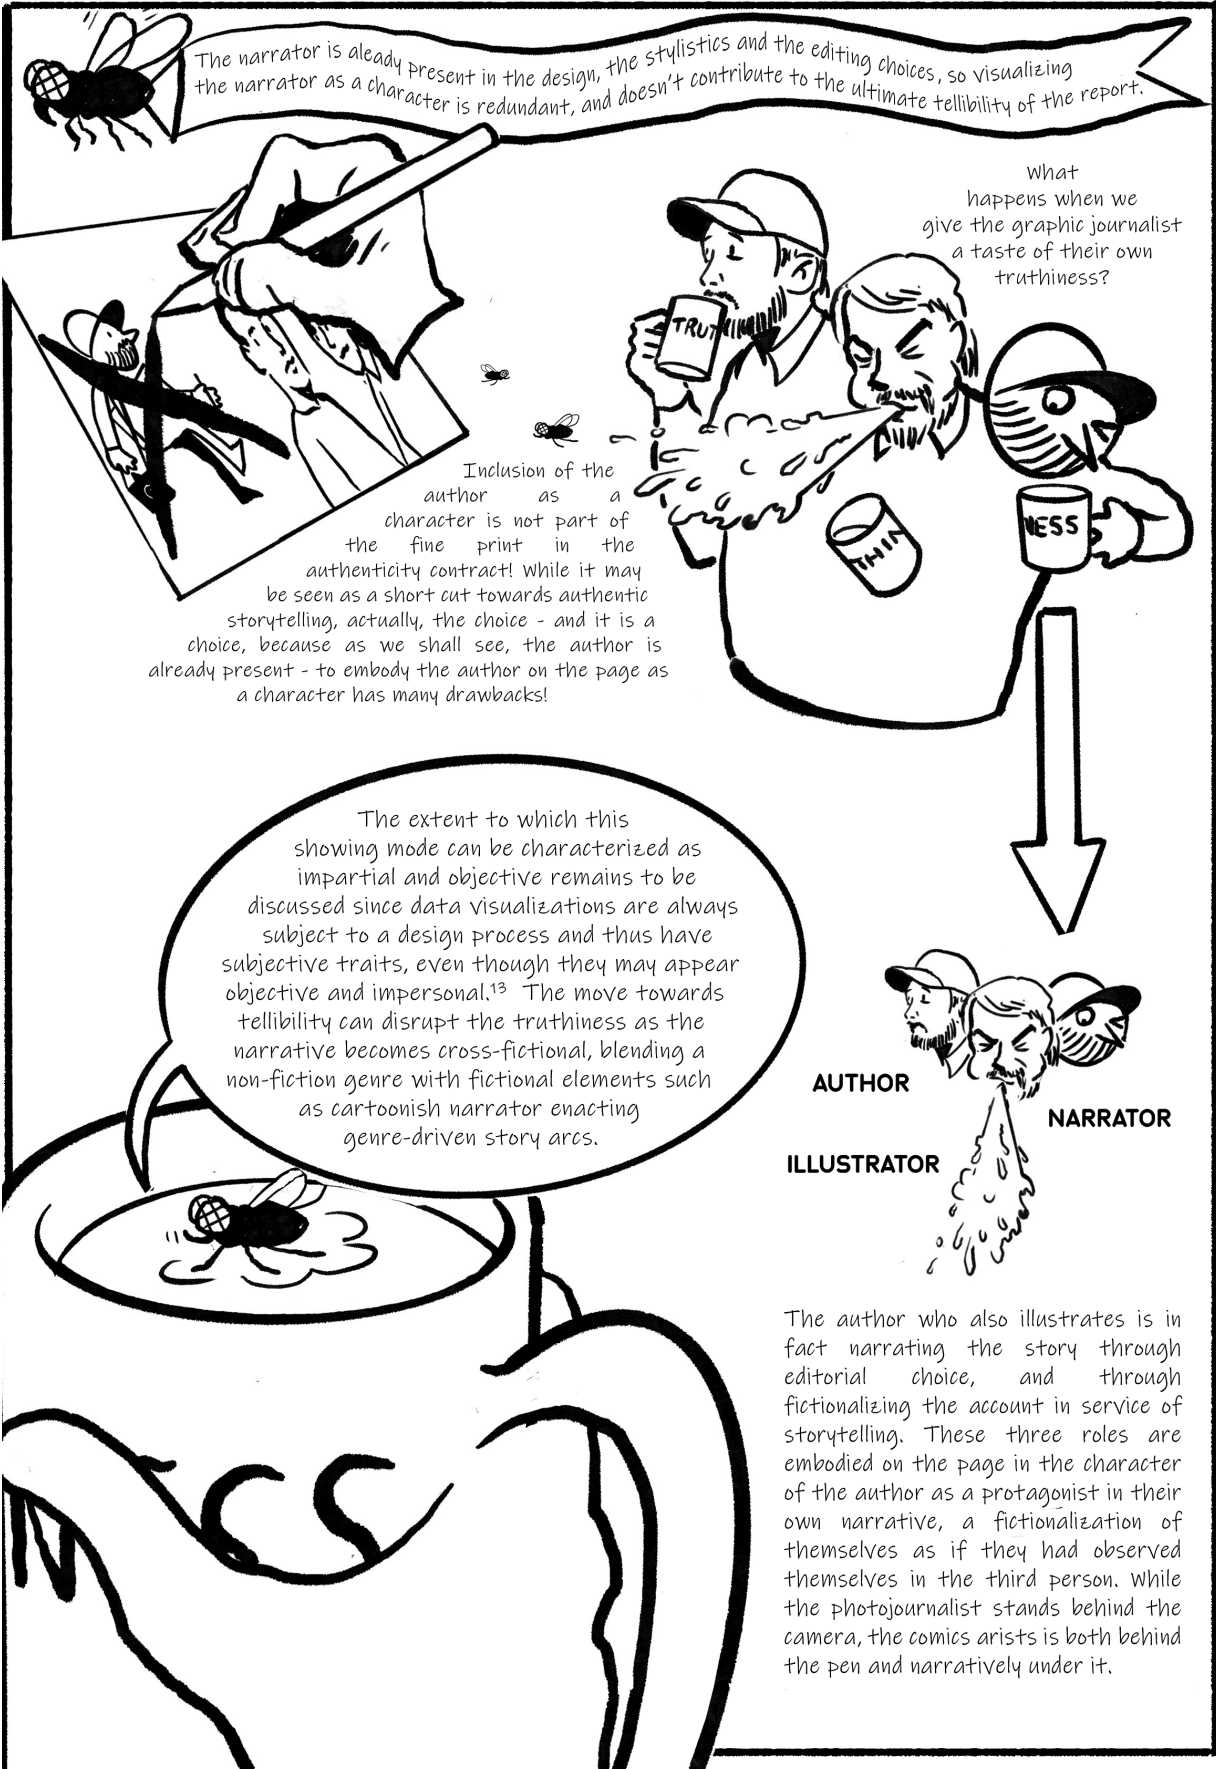 The narrator is aleady present in the design, the stylistics and the editing choices, so visualizing
the narrator as a character is redundant, and doesn't contribute to the ultimate tellibility of the report.
What
happens when we
give the graphic journalist
a taste of their own
truthiness?
TRUT
THIN
NESS
Inclusion of the
author as a
character is not part of
the fine print in the
authenticity contract! While it may
be seen as a short cut towards authentic
storytelling, actually, the choice - and it is a
choice, because as we shall see, the author is
already present - to embody the author on the page as
a character has many drawbacks!
The extent to which this
showing mode can be characterized as
impartial and objective remains to be
discussed since data visualizations are always
subject to a design process and thus have
subjective traits, even though they may appear
objective and impersonal.¹³ The move towards
tellibility can disrupt the truthiness as the
narrative becomes cross-fictional, blending a
non-fiction genre with fictional elements such
as cartoonish narrator enacting
genre-driven story arcs.
AUTHOR
NARRATOR
ILLUSTRATOR
The author who also illustrates is in
fact narrating the story through
editorial choice, and through
fictionalizing the account in service of
storytelling. These three roles are
embodied on the page in the character
of the author as a protagonist in their
own narrative, a fictionalization of
themselves as if they had observed
themselves in the third person. While
the photojournalist stands behind the
camera, the comics arists is both behind
the pen and narratively under it.